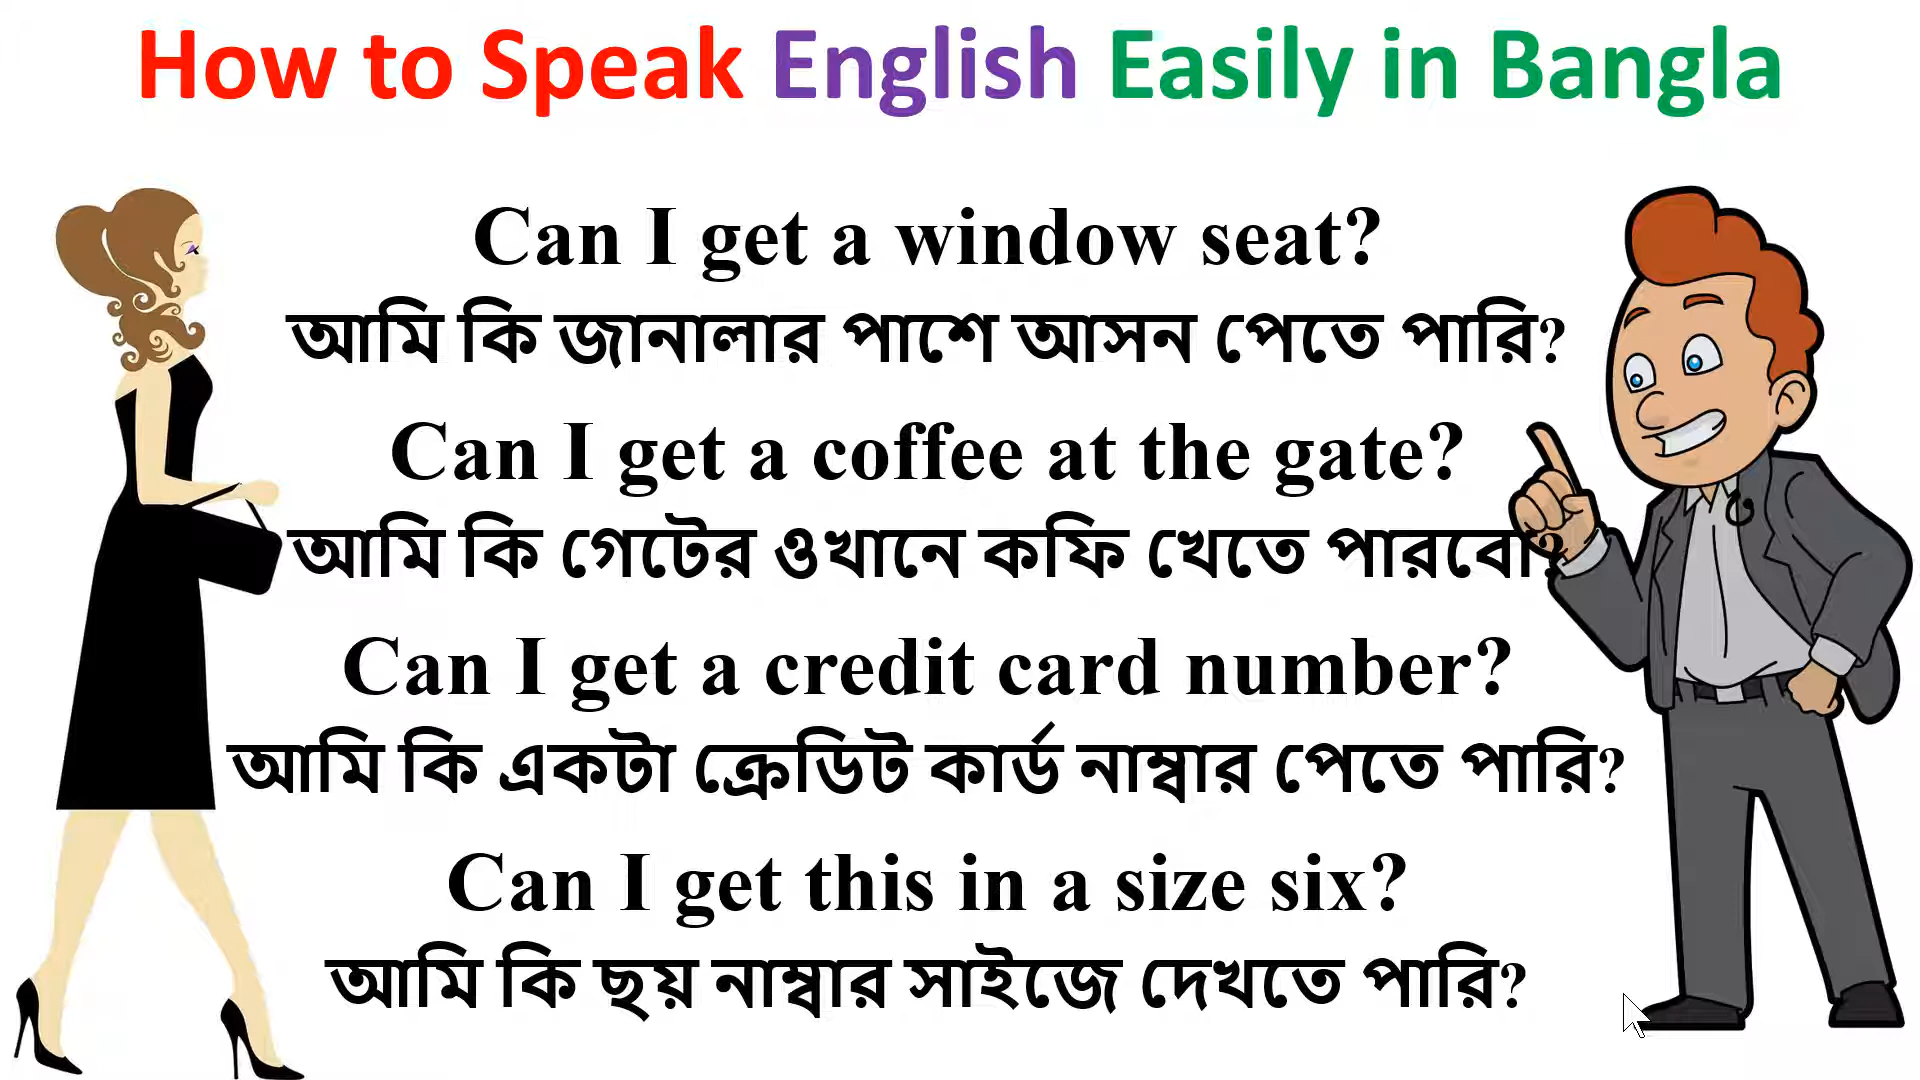 How to Speak English Easily in Bangla
Can I get a window seat?
আমি কি জানালার পাশে আসন পেতে পারি?
Can I get a coffee at the gate?
আমি কি গেটের ওখানে কফি খেতে পারবো?
Can I get a credit card number?
আমি কি একটা ক্রেডিট কার্ড নাম্বার পেতে পারি?
Can I get this in a size six?
আমি কি ছয় নাম্বার সাইজে দেখতে পারি?